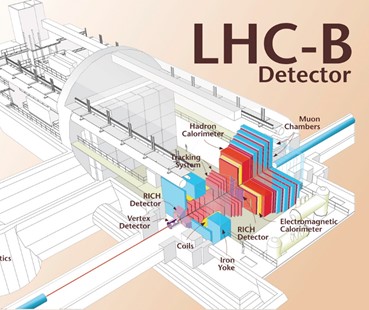 LHC-B
Detector
Hadron
Calorimeter
Muon
Chambers
Tracking
System
RICH
Detector
Vertex
Detector
Coils
Iron
Yoke
RICH
Detector
Electromagnetic
Calorimeter
tics